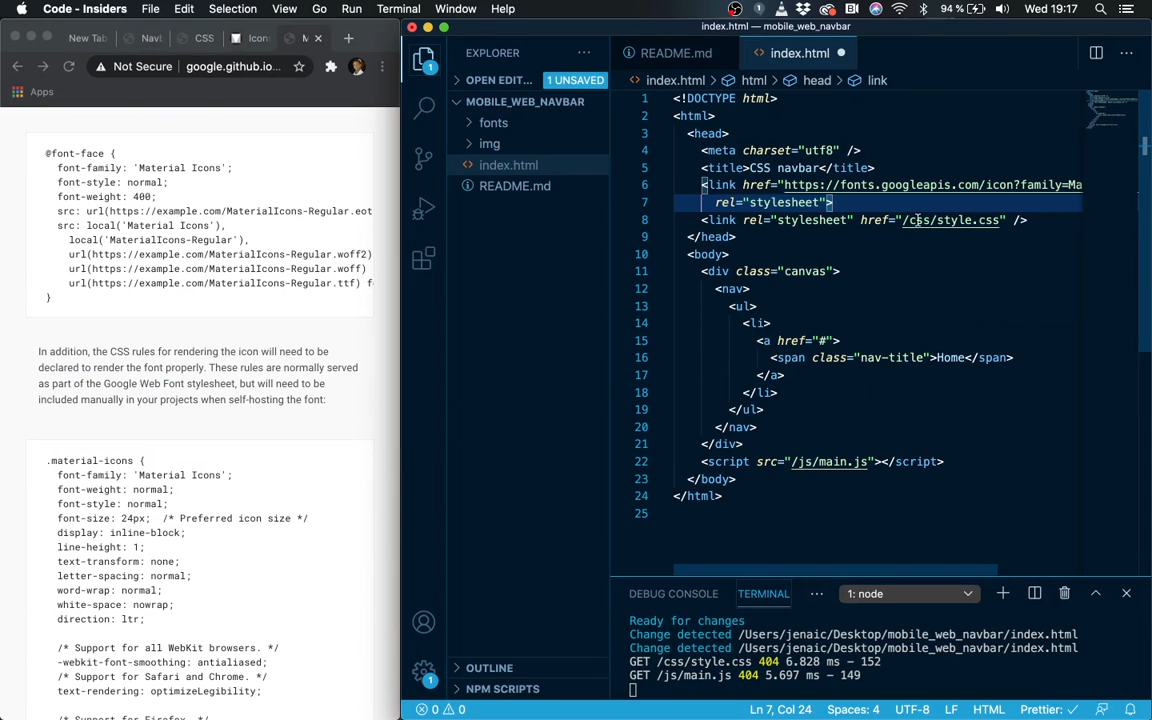 Code - Insiders File Edit Selection View Go Run Terminal Window Help 94 % Wed 19:17
New Tab Navi CSS Icon M
Not Secure google.github.io...
Apps
@font-face {
font-family: 'Material Icons';
font-style: normal;
font-weight: 400;
src: url(https://example.com/MaterialIcons-Regular.eot
src: local('Material Icons'),
local('MaterialIcons-Regular'),
url(https://example.com/MaterialIcons-Regular.woff2)
url(https://example.com/MaterialIcons-Regular.woff)
url(https://example.com/MaterialIcons-Regular.ttf) fo
}
In addition, the CSS rules for rendering the icon will need to be
declared to render the font properly. These rules are normally served
as part of the Google Web Font stylesheet, but will need to be
included manually in your projects when self-hosting the font:
.material-icons {
font-family: 'Material Icons';
font-weight: normal;
font-style: normal;
font-size: 24px; /* Preferred icon size */
display: inline-block;
line-height: 1;
text-transform: none;
letter-spacing: normal;
word-wrap: normal;
white-space: nowrap;
direction: ltr;
/* Support for all WebKit browsers. */
-webkit-font-smoothing: antialiased;
/* Support for Safari and Chrome. */
text-rendering: optimizeLegibility;
/* Support for Firefox. */
index.html — mobile_web_navbar
EXPLORER
OPEN EDIT... 1 UNSAVED
MOBILE_WEB_NAVBAR
fonts
img
index.html
README.md
OUTLINE
NPM SCRIPTS
1
1
README.md index.html
index.html > html > head > link
1 <!DOCTYPE html>
2 <html>
3 <head>
4 <meta charset="utf8" />
5 <title>CSS navbar</title>
6 <link href="https://fonts.googleapis.com/icon?family=Ma
7 rel="stylesheet">
8 <link rel="stylesheet" href="/css/style.css" />
9 </head>
10 <body>
11 <div class="canvas">
12 <nav>
13 <ul>
14 <li>
15 <a href="#">
16 <span class="nav-title">Home</span>
17 </a>
18 </li>
19 </ul>
20 </nav>
21 </div>
22 <script src="/js/main.js"></script>
23 </body>
24 </html>
25
DEBUG CONSOLE TERMINAL ... 1: node
Ready for changes
Change detected /Users/jenaic/Desktop/mobile_web_navbar/index.html
Change detected /Users/jenaic/Desktop/mobile_web_navbar/index.html
GET /css/style.css 404 6.828 ms - 152
GET /js/main.js 404 5.697 ms - 149
0 0 Ln 7, Col 24 Spaces: 4 UTF-8 LF HTML Prettier: ✓